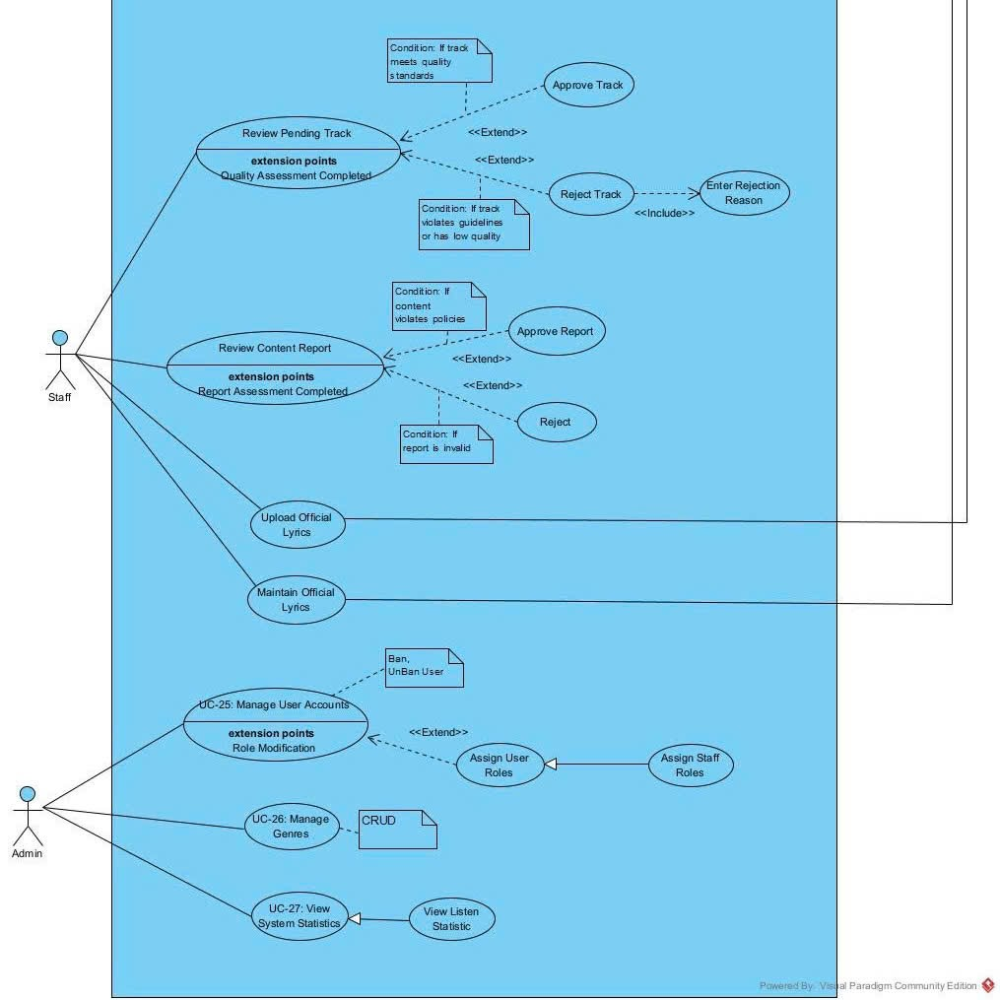 Condition: If track
meets quality
standards
Approve Track
<<Extend>>
Review Pending Track
extension points
Quality Assessment Completed
<<Extend>>
Reject Track
Enter Rejection
Reason
<<Include>>
Condition: If track
violates guidelines
or has low quality
Condition: If
content
violates policies
Approve Report
Review Content Report
<<Extend>>
extension points
Report Assessment Completed
<<Extend>>
Reject
Staff
Condition: If
report is invalid
Upload Official
Lyrics
Maintain Official
Lyrics
Ban,
UnBan User
UC-25: Manage User Accounts
extension points
Role Modification
<<Extend>>
Assign User
Roles
Assign Staff
Roles
UC-26: Manage
Genres
CRUD
Admin
UC-27: View
System Statistics
View Listen
Statistic
Powered By: Visual Paradigm Community Edition